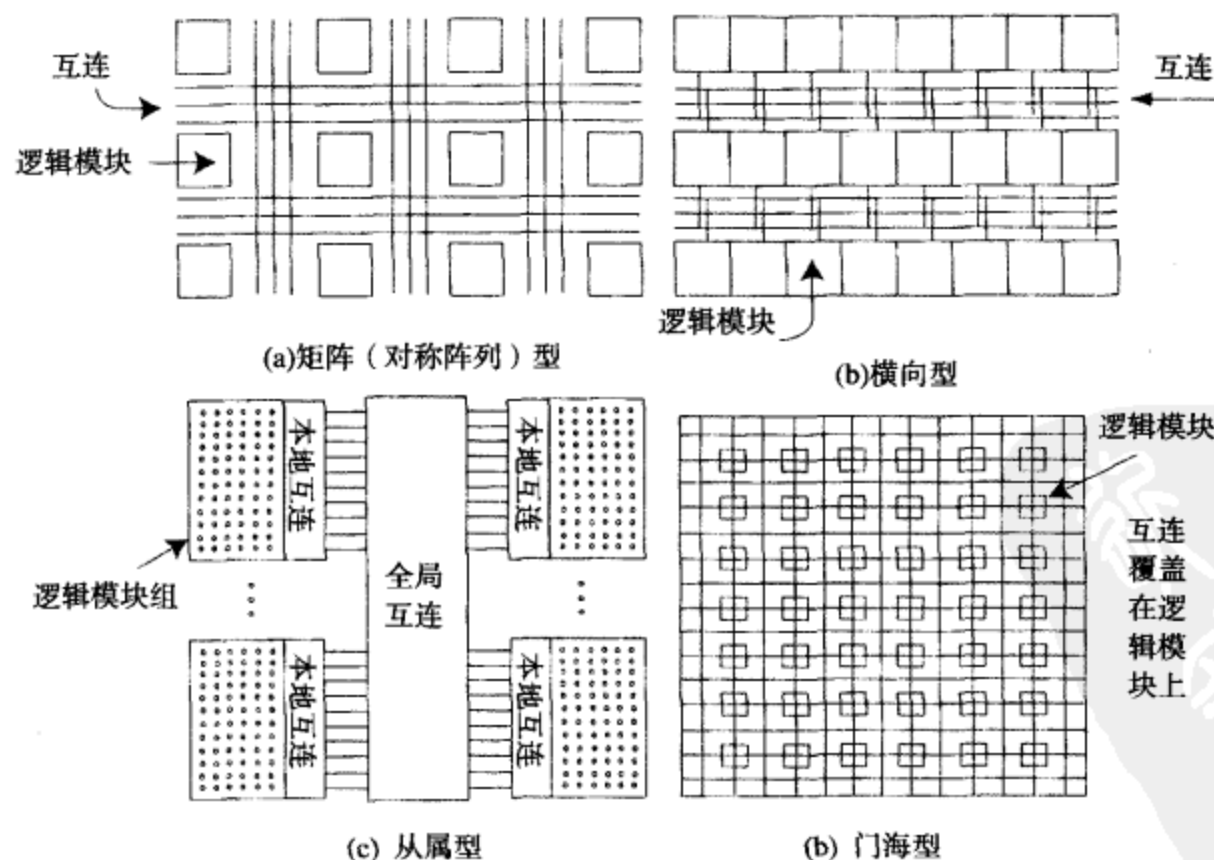 互连
逻辑模块
(a)矩阵（对称阵列）型
互连
逻辑模块
(b)横向型
本地互连
本地互连
全局
互连
逻辑模块组
本地互连
本地互连
(c) 从属型
逻辑模块
互连
覆盖
在逻
辑模
块上
(b) 门海型